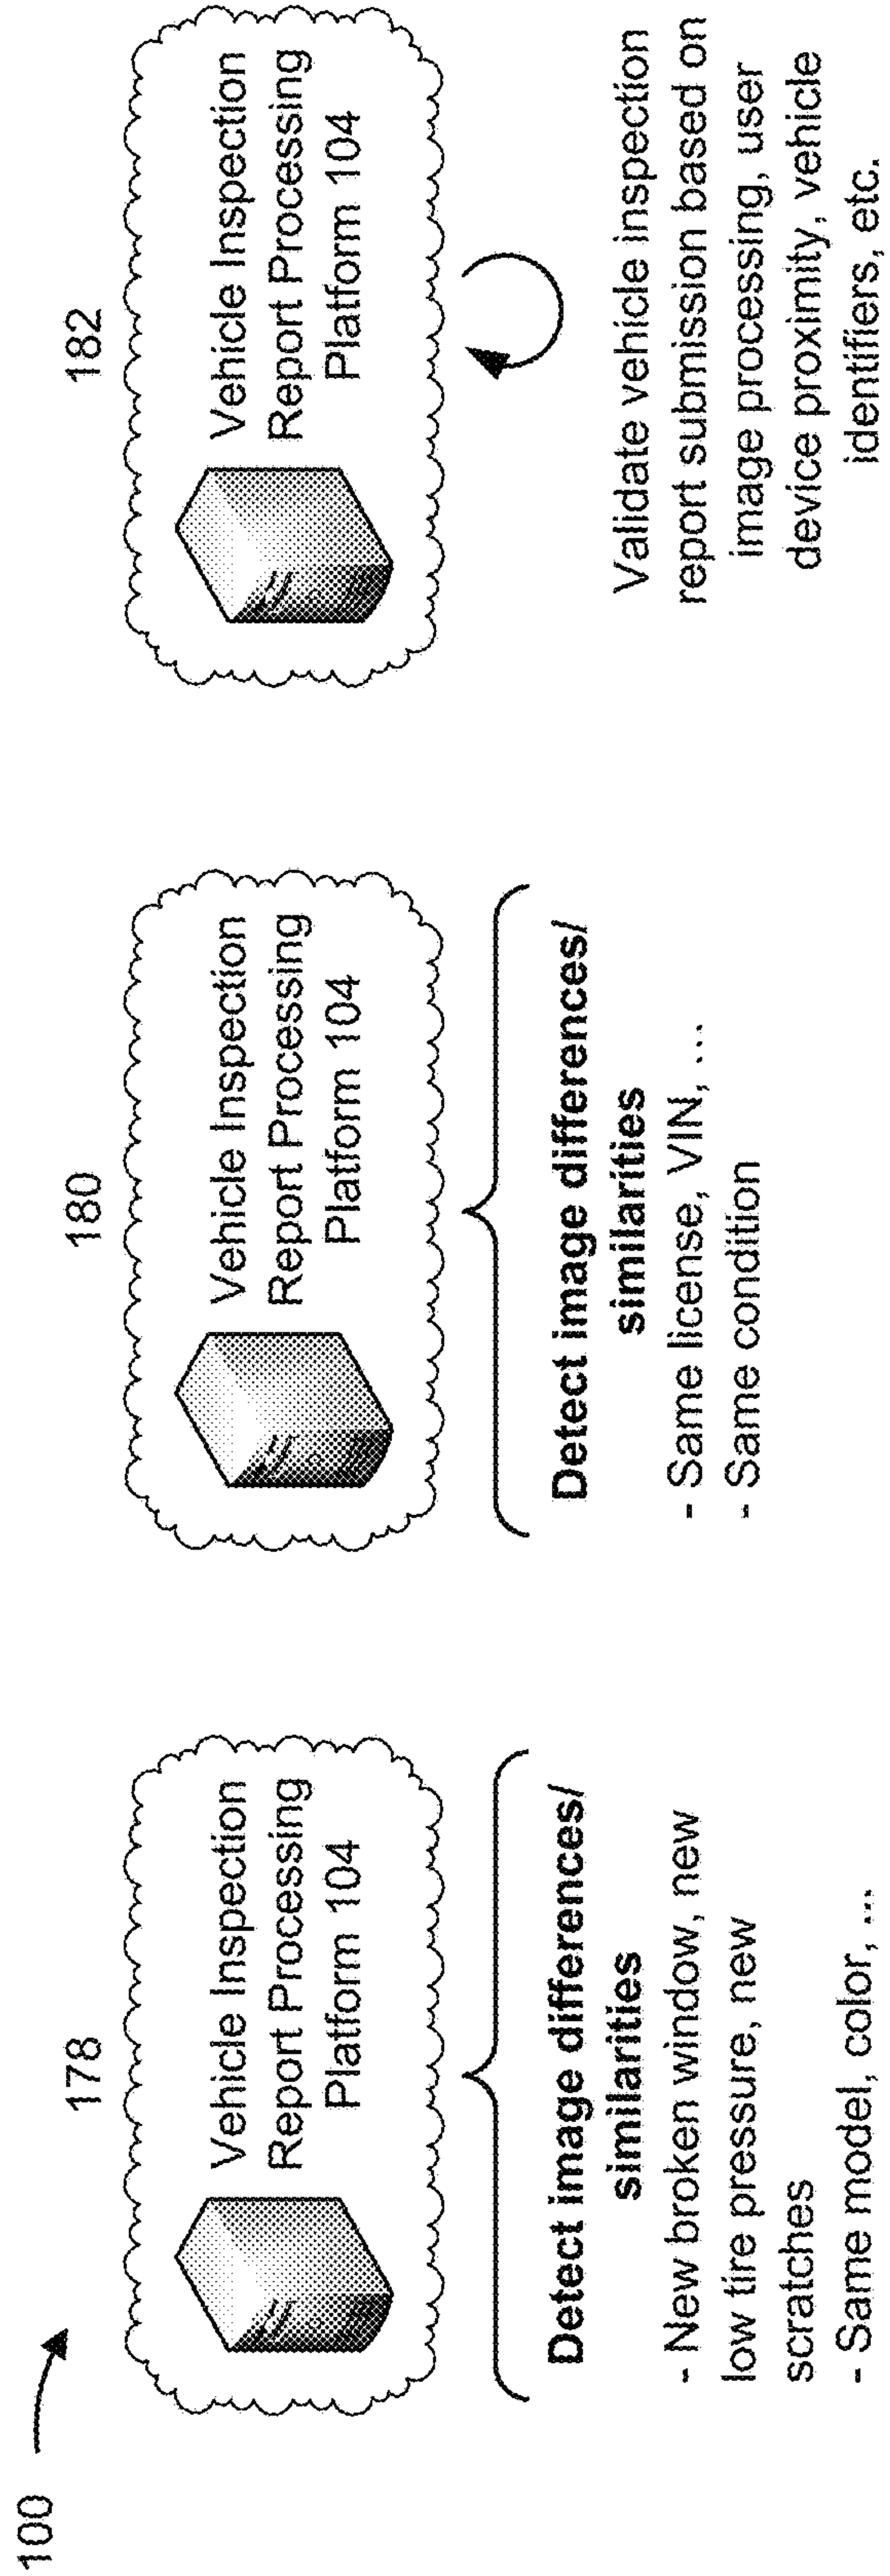 100
178
Vehicle Inspection
Report Processing
Platform 104
Detect image differences/
similarities
- New broken window, new
low tire pressure, new
scratches
- Same model, color, ...
180
Vehicle Inspection
Report Processing
Platform 104
Detect image differences/
similarities
- Same license, VIN, ...
- Same condition
182
Vehicle Inspection
Report Processing
Platform 104
Validate vehicle inspection
report submission based on
image processing, user
device proximity, vehicle
identifiers, etc.